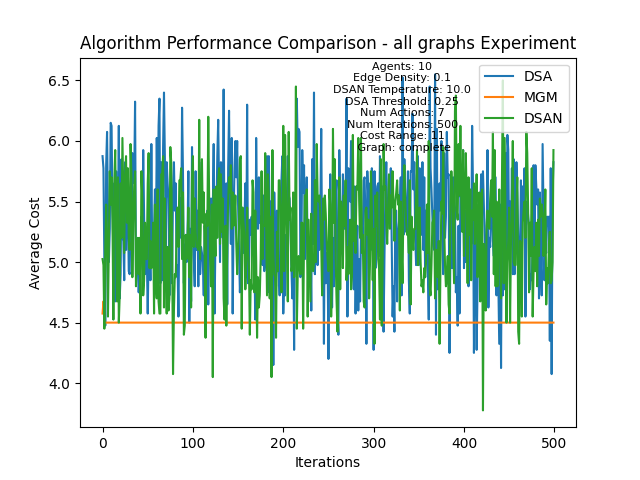 Algorithm Performance Comparison - all graphs Experiment
Agents: 10
Edge Density: 0.1
DSAN Temperature: 10.0
DSA Threshold: 0.25
Num Actions: 7
Num Iterations: 500
Cost Range: 11
Graph: complete
DSA
MGM
DSAN
Average Cost
6.5
6.0
5.5
5.0
4.5
4.0
0
100
200
300
400
500
Iterations